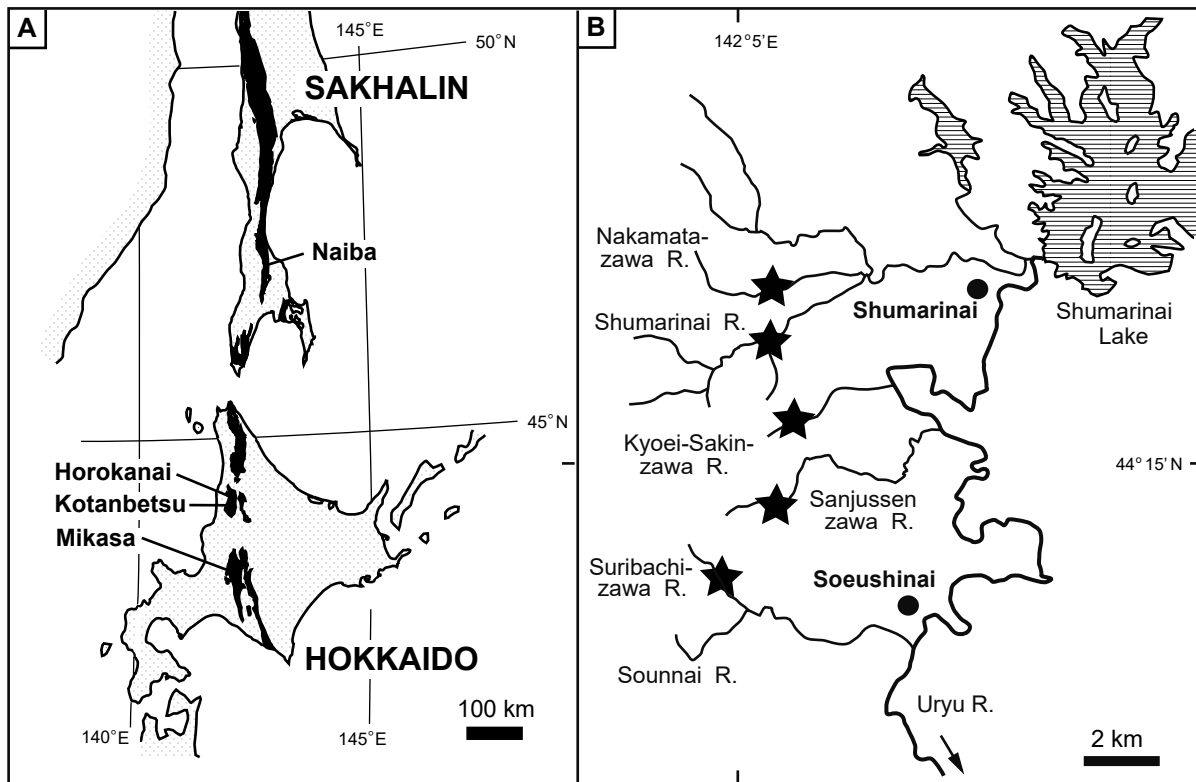 A
145°E
50°N
SAKHALIN
Naiba
45°N
Horokanai
Kotanbetsu
Mikasa
HOKKAIDO
140°E
145°E
100 km
B
142°5'E
Nakamata-
zawa R.
Shumarinai
Shumarinai
Lake
Shumarinai R.
Kyoei-Sakin-
zawa R.
44°15'N
Sanjussen
zawa R.
Suribachi-
zawa R.
Soeushinai
Sounnai R.
Uryu R.
2 km